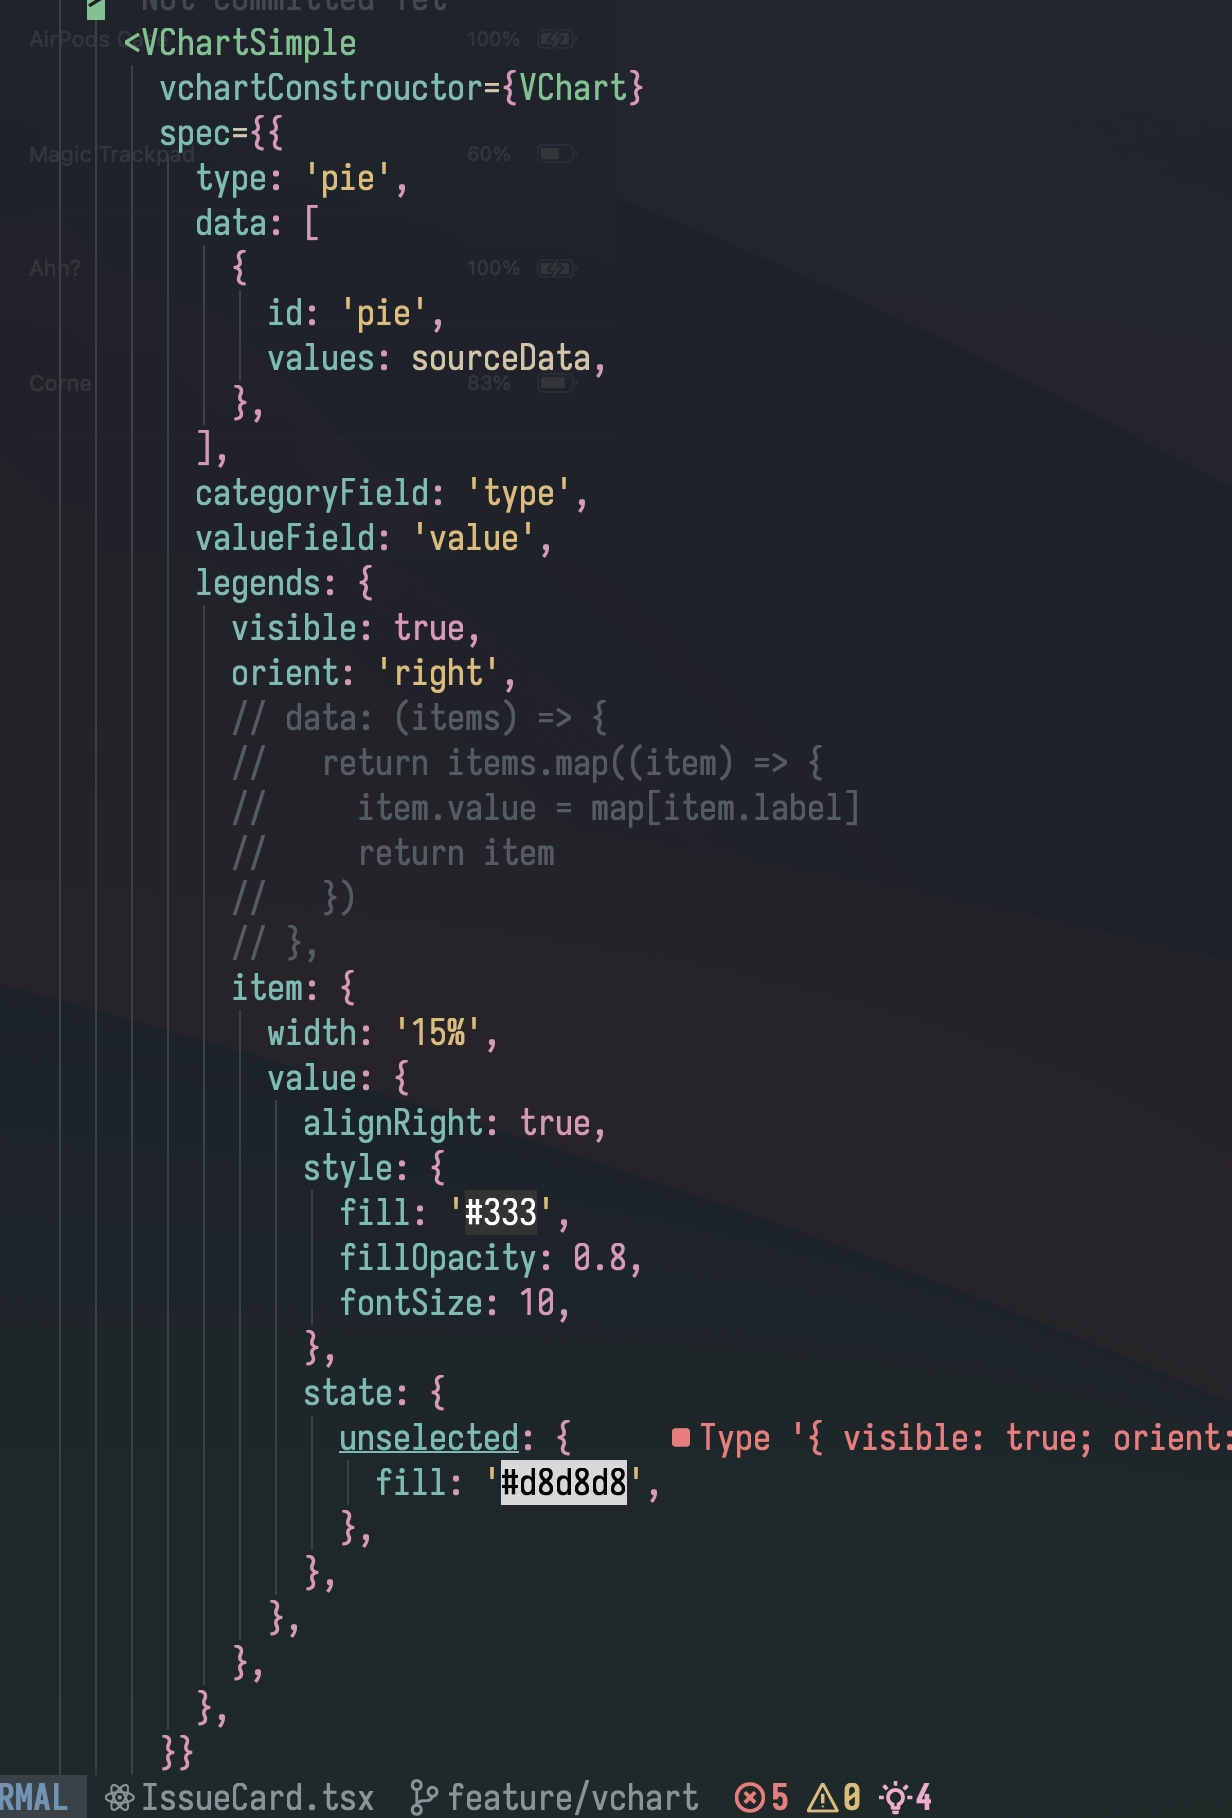 Not committed Yet
<VChartSimple
vchartConstrouctor={VChart}
spec={{
type: 'pie',
data: [
{
id: 'pie',
values: sourceData,
},
],
categoryField: 'type',
valueField: 'value',
legends: {
visible: true,
orient: 'right',
// data: (items) => {
//   return items.map((item) => {
//     item.value = map[item.label]
//     return item
//   })
// },
item: {
width: '15%',
value: {
alignRight: true,
style: {
fill: '#333',
fillOpacity: 0.8,
fontSize: 10,
},
state: {
unselected: {    Type '{ visible: true; orient:
fill: '#d8d8d8',
},
},
},
},
},
}}
RMAL IssueCard.tsx feature/vchart 5 0 4
AirPods 100%
Magic Trackpad 60%
Ahh? 100%
Corne 83%